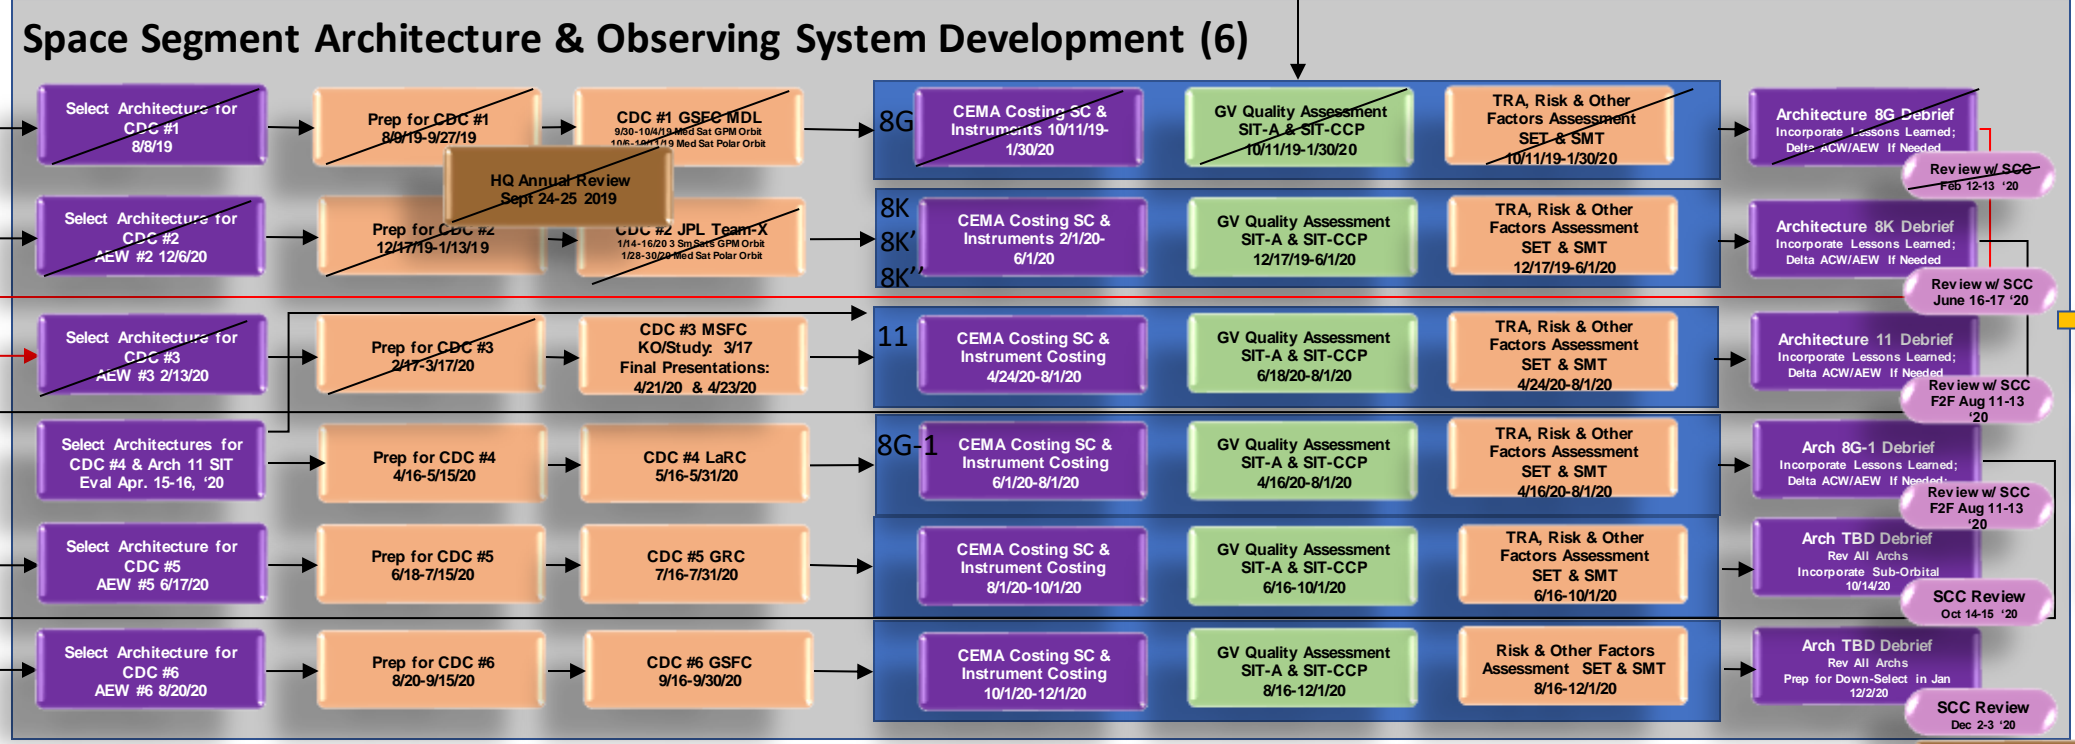 Space Segment Architecture & Observing System Development (6)
Select Architecture for
CDC #1
8/8/19
Prep for CDC #1
8/9/19-9/27/19
CDC #1 GSFC MDL
9/30-10/4/19 Med Sat GPM Orbit
10/6-10/11/19 Med Sat Polar Orbit
8G
CEMA Costing SC &
Instruments 10/11/19-
1/30/20
GV Quality Assessment
SIT-A & SIT-CCP
10/11/19-1/30/20
TRA, Risk & Other
Factors Assessment
SET & SMT
10/11/19-1/30/20
Architecture 8G Debrief
Incorporate Lessons Learned;
Delta ACW/AEW If Needed
Review w/ SCC
Feb 12-13 ‘20
HQ Annual Review
Sept 24-25 2019
Select Architecture for
CDC #2
AEW #2 12/6/20
Prep for CDC #2
12/17/19-1/13/19
CDC #2 JPL Team-X
1/14-16/20 3 Sm Sats GPM Orbit
1/28-30/20 Med Sat Polar Orbit
8K
8K’
8K’’
CEMA Costing SC &
Instruments 2/1/20-
6/1/20
GV Quality Assessment
SIT-A & SIT-CCP
12/17/19-6/1/20
TRA, Risk & Other
Factors Assessment
SET & SMT
12/17/19-6/1/20
Architecture 8K Debrief
Incorporate Lessons Learned;
Delta ACW/AEW If Needed
Review w/ SCC
June 16-17 ‘20
Select Architecture for
CDC #3
AEW #3 2/13/20
Prep for CDC #3
2/17-3/17/20
CDC #3 MSFC
KO/Study: 3/17
Final Presentations:
4/21/20 & 4/23/20
11
CEMA Costing SC &
Instrument Costing
4/24/20-8/1/20
GV Quality Assessment
SIT-A & SIT-CCP
6/18/20-8/1/20
TRA, Risk & Other
Factors Assessment
SET & SMT
4/24/20-8/1/20
Architecture 11 Debrief
Incorporate Lessons Learned;
Delta ACW/AEW If Needed
Review w/ SCC
F2F Aug 11-13
‘20
Select Architectures for
CDC #4 & Arch 11 SIT
Eval Apr. 15-16, ‘20
Prep for CDC #4
4/16-5/15/20
CDC #4 LaRC
5/16-5/31/20
8G-1
CEMA Costing SC &
Instrument Costing
6/1/20-8/1/20
GV Quality Assessment
SIT-A & SIT-CCP
4/16/20-8/1/20
TRA, Risk & Other
Factors Assessment
SET & SMT
4/16/20-8/1/20
Arch 8G-1 Debrief
Incorporate Lessons Learned;
Delta ACW/AEW If Needed;
Review w/ SCC
F2F Aug 11-13
‘20
Select Architecture for
CDC #5
AEW #5 6/17/20
Prep for CDC #5
6/18-7/15/20
CDC #5 GRC
7/16-7/31/20
CEMA Costing SC &
Instrument Costing
8/1/20-10/1/20
GV Quality Assessment
SIT-A & SIT-CCP
6/16-10/1/20
TRA, Risk & Other
Factors Assessment
SET & SMT
6/16-10/1/20
Arch TBD Debrief
Rev All Archs
Incorporate Sub-Orbital
10/14/20
SCC Review
Oct 14-15 ‘20
Select Architecture for
CDC #6
AEW #6 8/20/20
Prep for CDC #6
8/20-9/15/20
CDC #6 GSFC
9/16-9/30/20
CEMA Costing SC &
Instrument Costing
10/1/20-12/1/20
GV Quality Assessment
SIT-A & SIT-CCP
8/16-12/1/20
Risk & Other Factors
Assessment SET & SMT
8/16-12/1/20
Arch TBD Debrief
Rev All Archs
Prep for Down-Select in Jan
12/2/20
SCC Review
Dec 2-3 ‘20